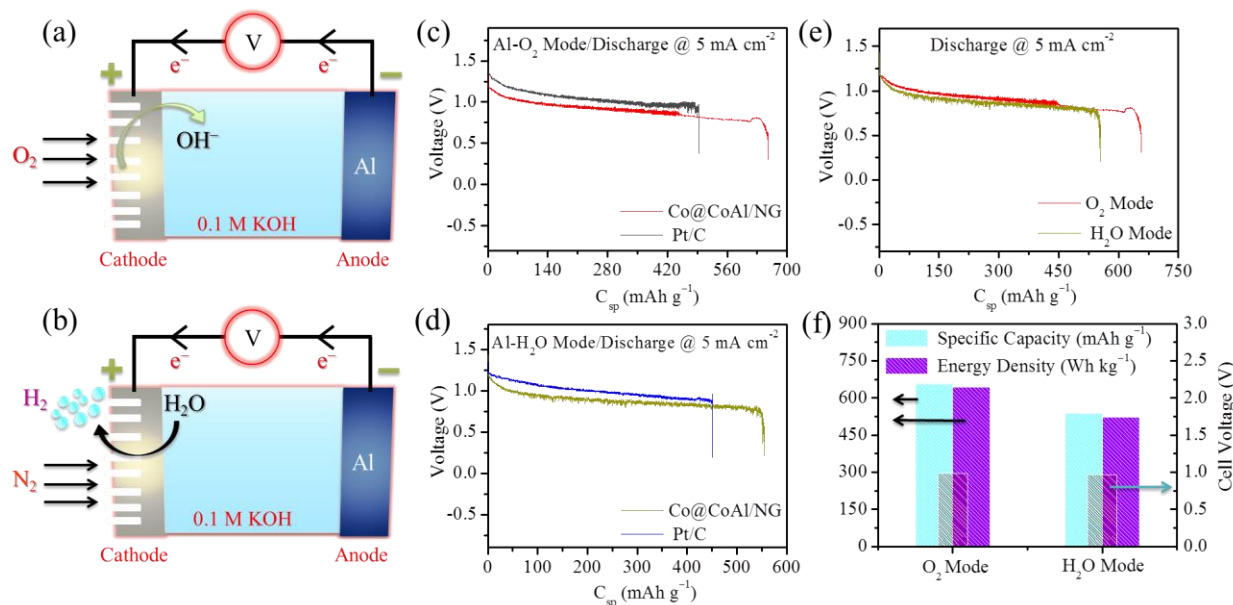 (a)
V
e⁻
e⁻
+
−
O₂
OH⁻
Al
0.1 M KOH
Cathode
Anode
(b)
V
e⁻
e⁻
+
−
H₂
H₂O
N₂
Al
0.1 M KOH
Cathode
Anode
(c)
Al-O₂ Mode/Discharge @ 5 mA cm⁻²
Voltage (V)
1.5
1.0
0.5
0.0
-0.5
Co@CoAl/NG
Pt/C
0 140 280 420 560 700
C_sp (mAh g⁻¹)
(d)
Al-H₂O Mode/Discharge @ 5 mA cm⁻²
Voltage (V)
1.5
1.0
0.5
0.0
-0.5
Co@CoAl/NG
Pt/C
0 100 200 300 400 500 600
C_sp (mAh g⁻¹)
(e)
Discharge @ 5 mA cm⁻²
Voltage (V)
1.5
1.0
0.5
0.0
-0.5
O₂ Mode
H₂O Mode
0 150 300 450 600 750
C_sp (mAh g⁻¹)
(f)
900
750
600
450
300
150
0
Specific Capacity (mAh g⁻¹)
Energy Density (Wh kg⁻¹)
3.0
2.5
2.0
1.5
1.0
0.5
0.0
Cell Voltage (V)
O₂ Mode
H₂O Mode